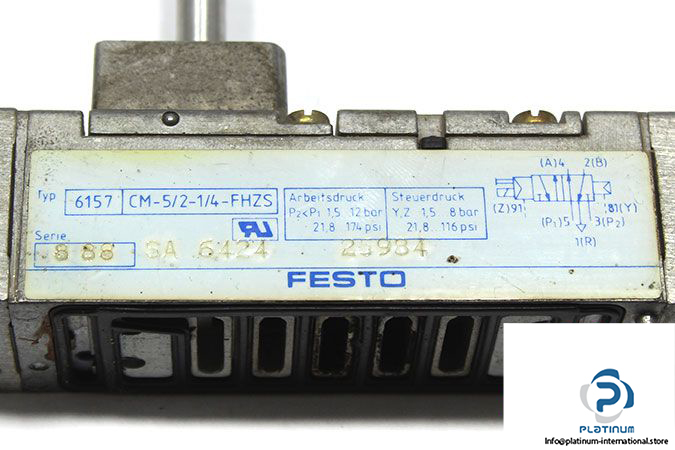 Typ 6157 CM-5/2-1/4-FHZS
Arbeitsdruck
P₂<P₁ 1,5 12 bar
21,8 174 psi
Steuerdruck
Y,Z 1,5 8 bar
21,8 116 psi
(A)4 2(B)
(Z)91 81(Y)
(P₁)5 3(P₂)
1(R)
Serie
8 88 SA 6424
FESTO
PLATINUM
Info@platinum-international.store